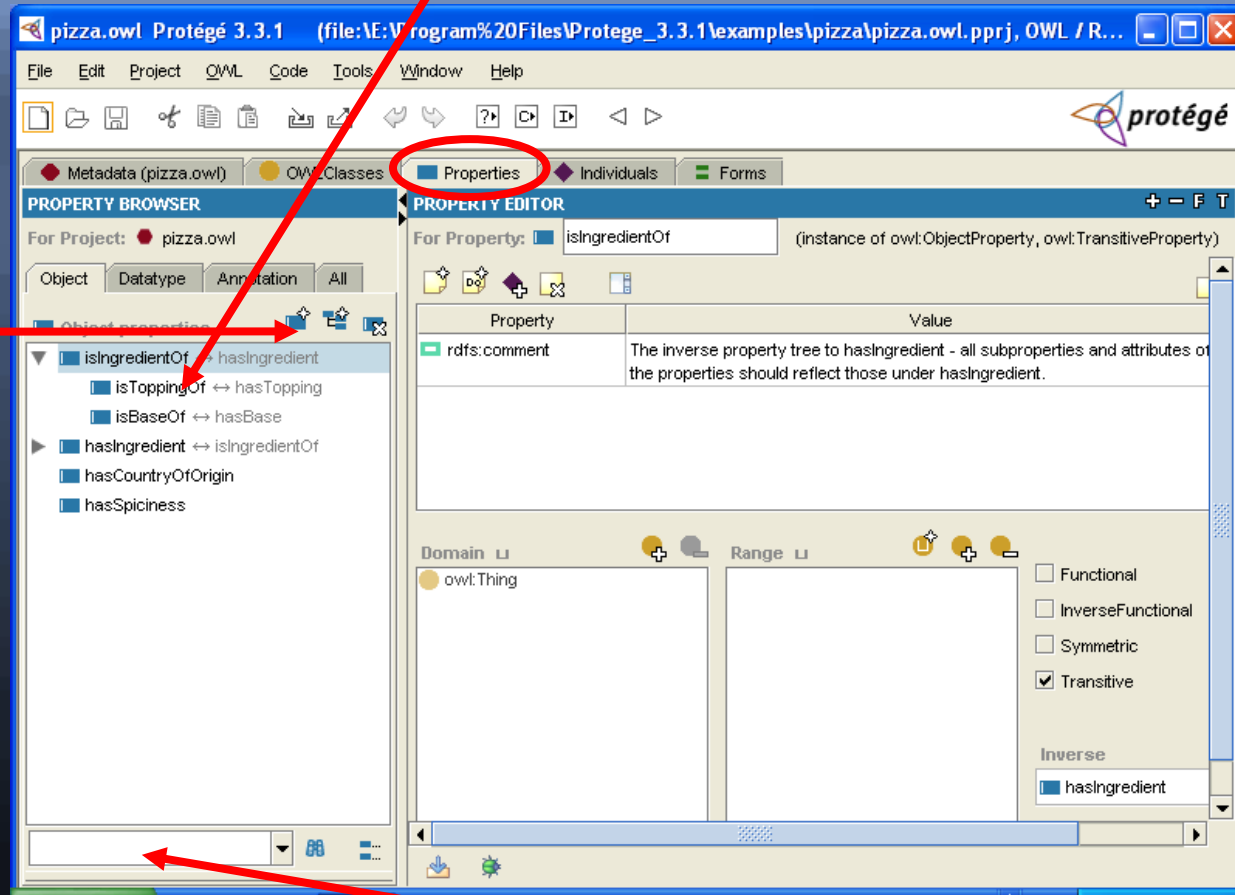 pizza.owl Protégé 3.3.1 (file:\E:\Program%20Files\Protege_3.3.1\examples\pizza\pizza.owl.pprj, OWL / R...
File Edit Project OWL Code Tools Window Help
protégé
Metadata (pizza.owl) OWLClasses Properties Individuals Forms
PROPERTY BROWSER
For Project: pizza.owl
Object Datatype Annotation All
Object properties
isIngredientOf ↔ hasIngredient
isToppingOf ↔ hasTopping
isBaseOf ↔ hasBase
hasIngredient ↔ isIngredientOf
hasCountryOfOrigin
hasSpiciness
PROPERTY EDITOR + − F T
For Property: isIngredientOf (instance of owl:ObjectProperty, owl:TransitiveProperty)
Property Value
rdfs:comment The inverse property tree to hasIngredient - all subproperties and attributes of
the properties should reflect those under hasIngredient.
Domain ⊔ Range ⊔
owl:Thing
Functional
InverseFunctional
Symmetric
Transitive
Inverse
hasIngredient